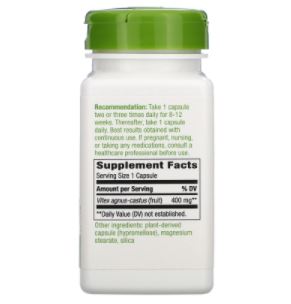 Recommendation: Take 1 capsule
two or three times daily for 8-12
weeks. Thereafter, take 1 capsule
daily. Best results obtained with
continuous use. If pregnant, nursing,
or taking any medications, consult a
healthcare professional before use.
Supplement Facts
Serving Size 1 Capsule
Amount per Serving % DV
Vitex agnus-castus (fruit) 400 mg**
**Daily Value (DV) not established.
Other ingredients: plant-derived
capsule (hypromellose), magnesium
stearate, silica